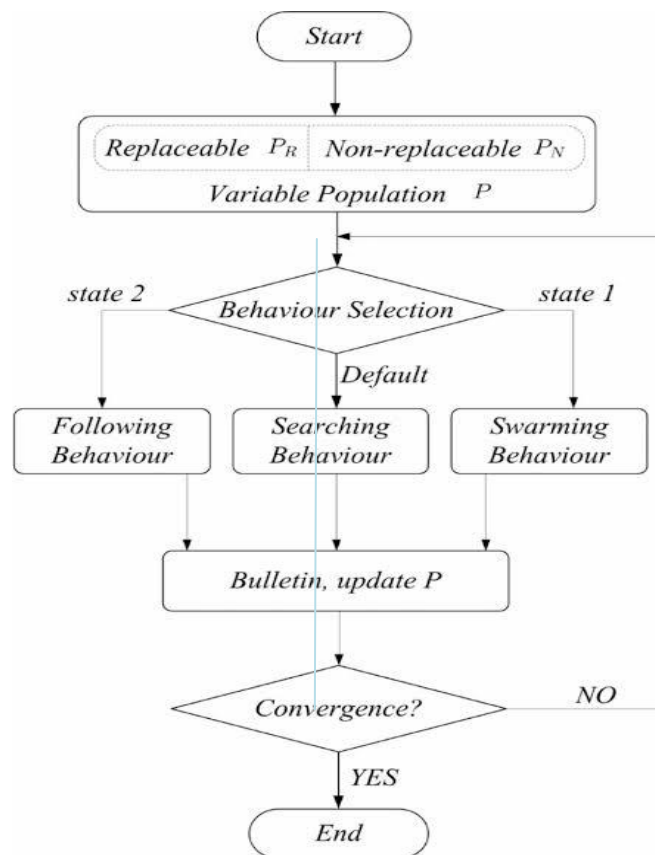 Start
Replaceable P_R Non-replaceable P_N
Variable Population P
state 2
Behaviour Selection
state 1
Default
Following
Behaviour
Searching
Behaviour
Swarming
Behaviour
Bulletin, update P
Convergence?
NO
YES
End